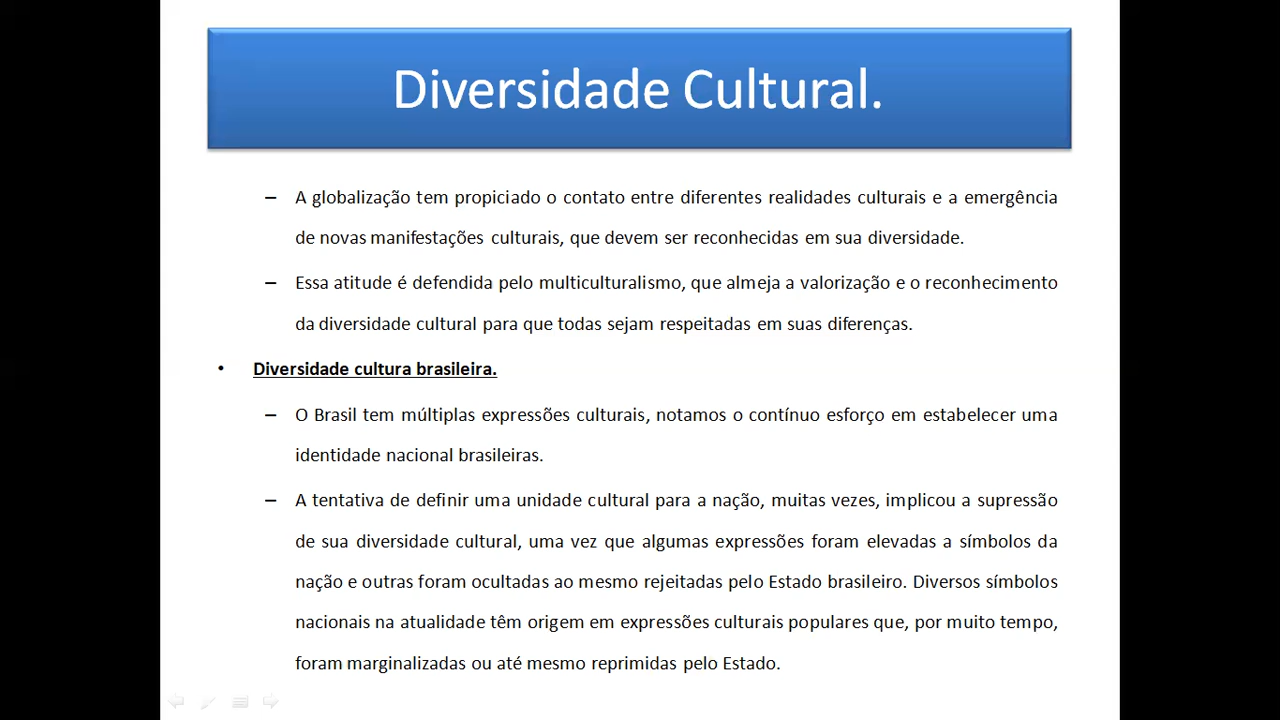 Diversidade Cultural.
– A globalização tem propiciado o contato entre diferentes realidades culturais e a emergência
de novas manifestações culturais, que devem ser reconhecidas em sua diversidade.
– Essa atitude é defendida pelo multiculturalismo, que almeja a valorização e o reconhecimento
da diversidade cultural para que todas sejam respeitadas em suas diferenças.
• Diversidade cultura brasileira.
– O Brasil tem múltiplas expressões culturais, notamos o contínuo esforço em estabelecer uma
identidade nacional brasileiras.
– A tentativa de definir uma unidade cultural para a nação, muitas vezes, implicou a supressão
de sua diversidade cultural, uma vez que algumas expressões foram elevadas a símbolos da
nação e outras foram ocultadas ao mesmo rejeitadas pelo Estado brasileiro. Diversos símbolos
nacionais na atualidade têm origem em expressões culturais populares que, por muito tempo,
foram marginalizadas ou até mesmo reprimidas pelo Estado.